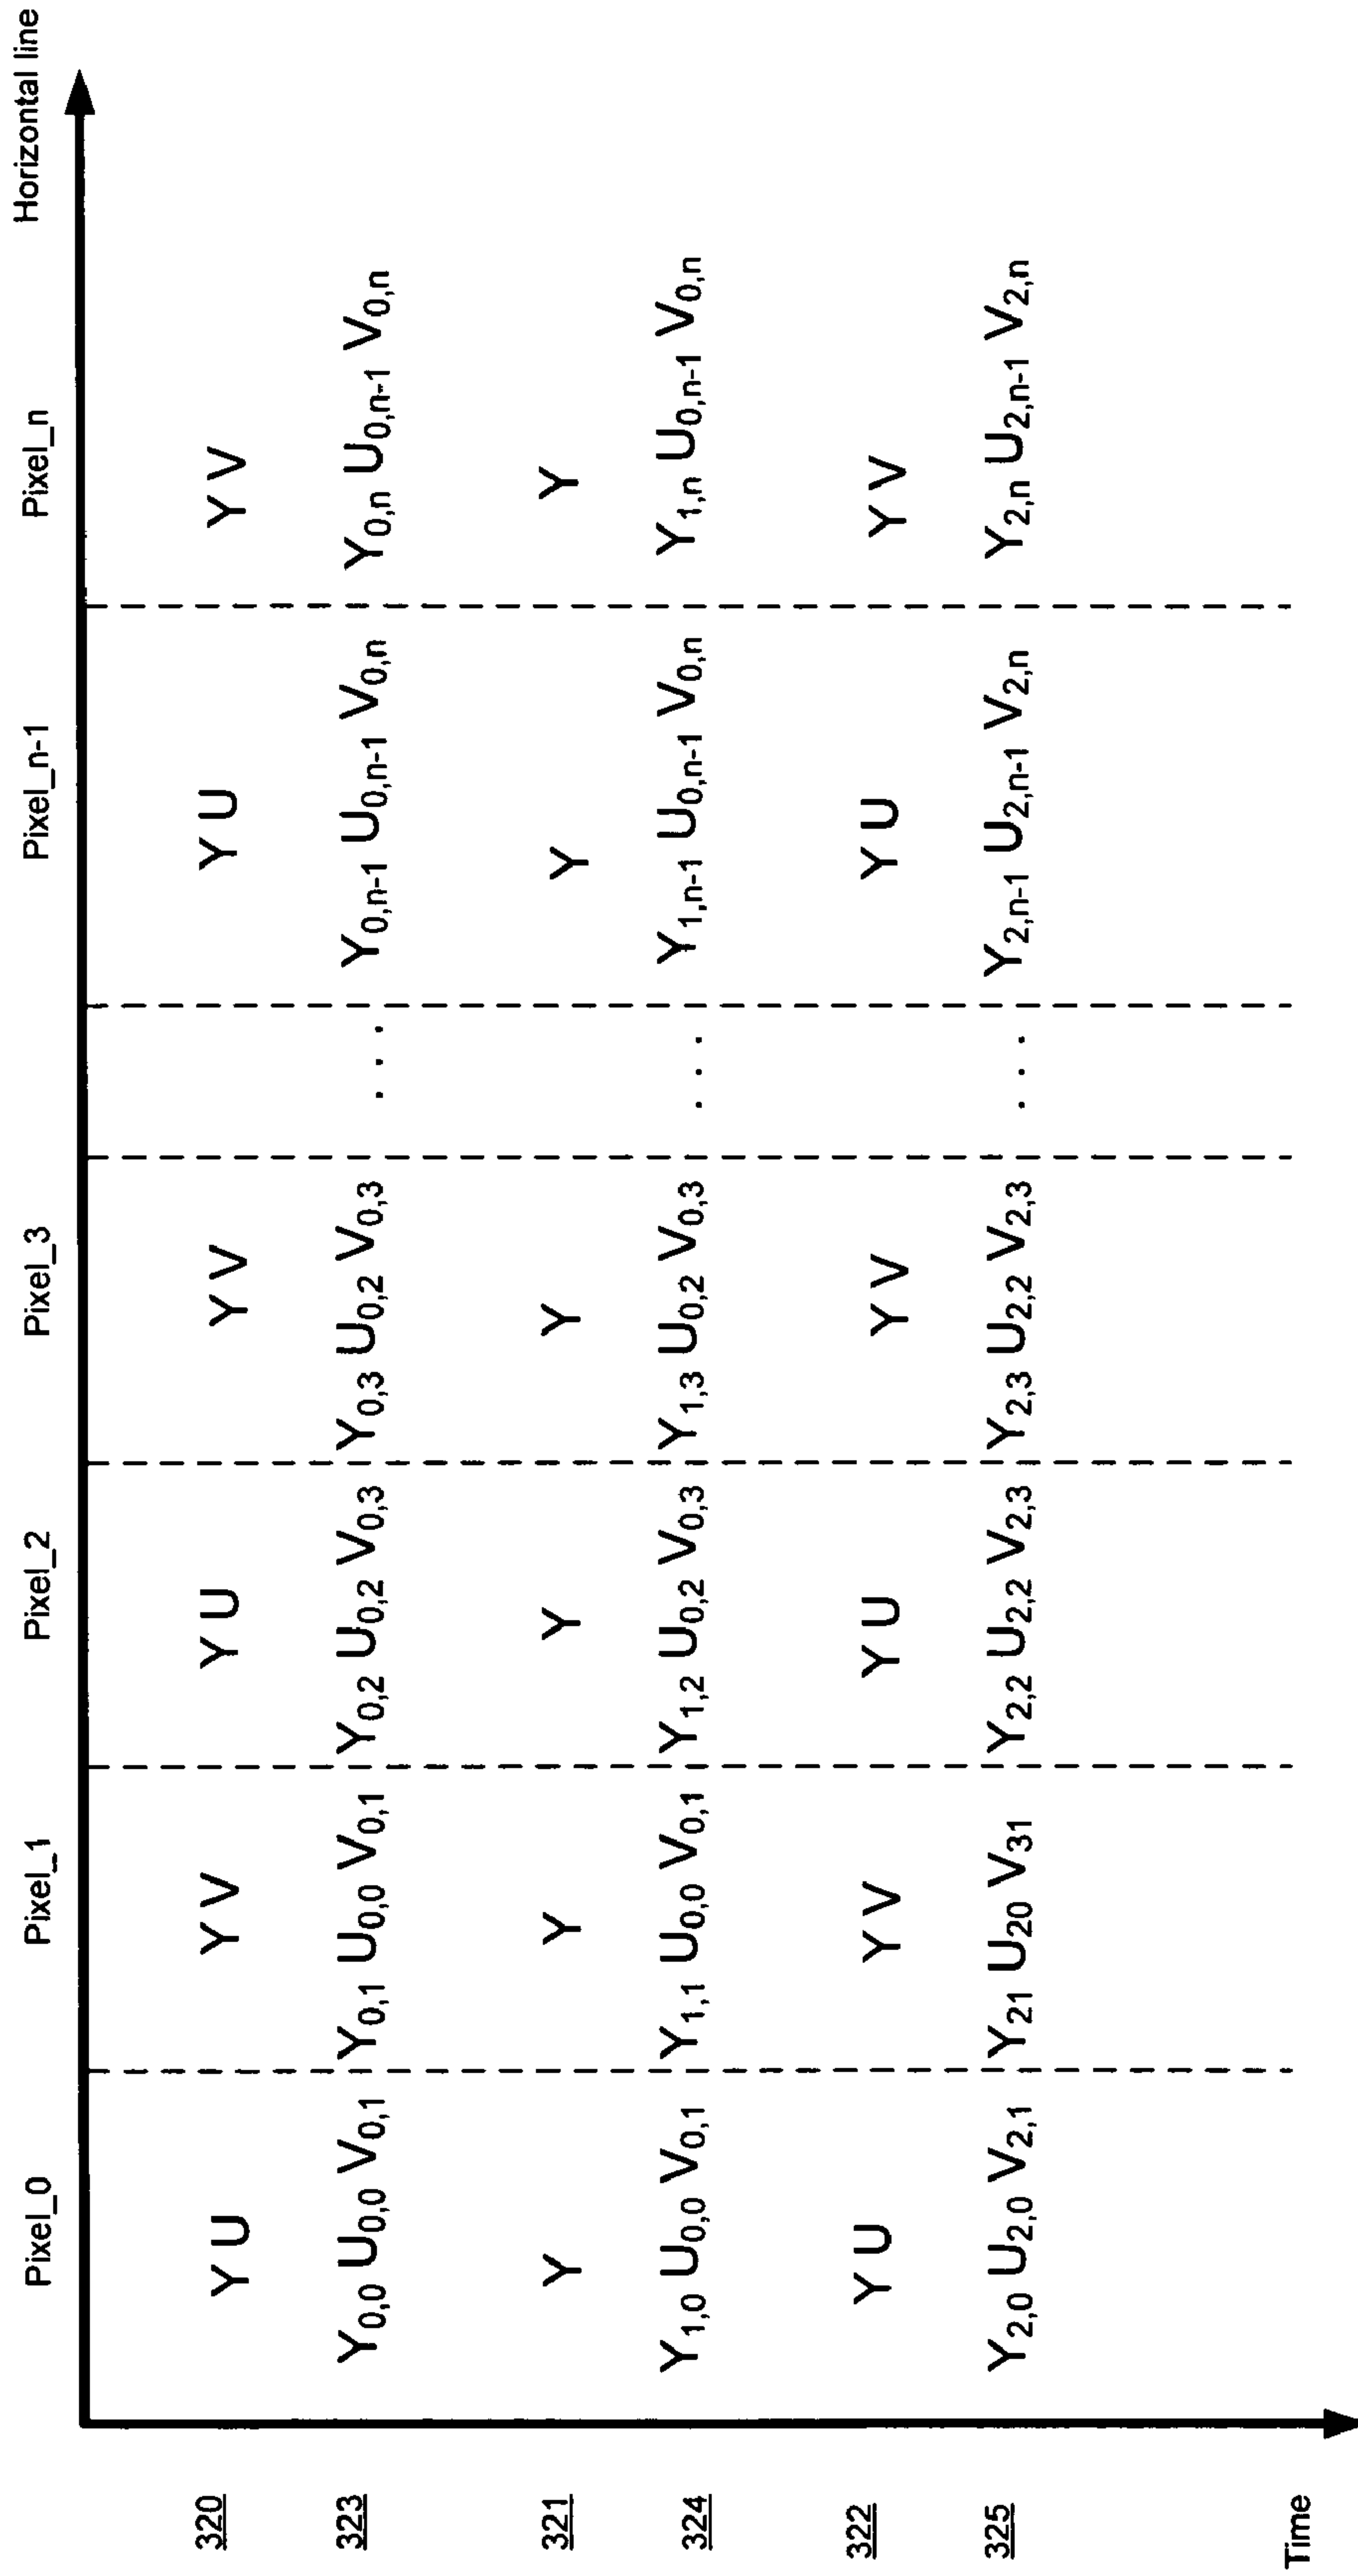 Horizontal line
Pixel_0 Pixel_1 Pixel_2 Pixel_3 Pixel_n-1 Pixel_n
320 Y U Y V Y U Y V Y U Y V
323 Y0,0 U0,0 V0,1 Y0,1 U0,0 V0,1 Y0,2 U0,2 V0,3 Y0,3 U0,2 V0,3 . . . Y0,n-1 U0,n-1 V0,n Y0,n U0,n-1 V0,n
321 Y Y Y Y Y Y
324 Y1,0 U0,0 V0,1 Y1,1 U0,0 V0,1 Y1,2 U0,2 V0,3 Y1,3 U0,2 V0,3 . . . Y1,n-1 U0,n-1 V0,n Y1,n U0,n-1 V0,n
322 Y U Y V Y U Y V Y U Y V
325 Y2,0 U2,0 V2,1 Y21 U20 V31 Y2,2 U2,2 V2,3 Y2,3 U2,2 V2,3 . . . Y2,n-1 U2,n-1 V2,n Y2,n U2,n-1 V2,n
Time